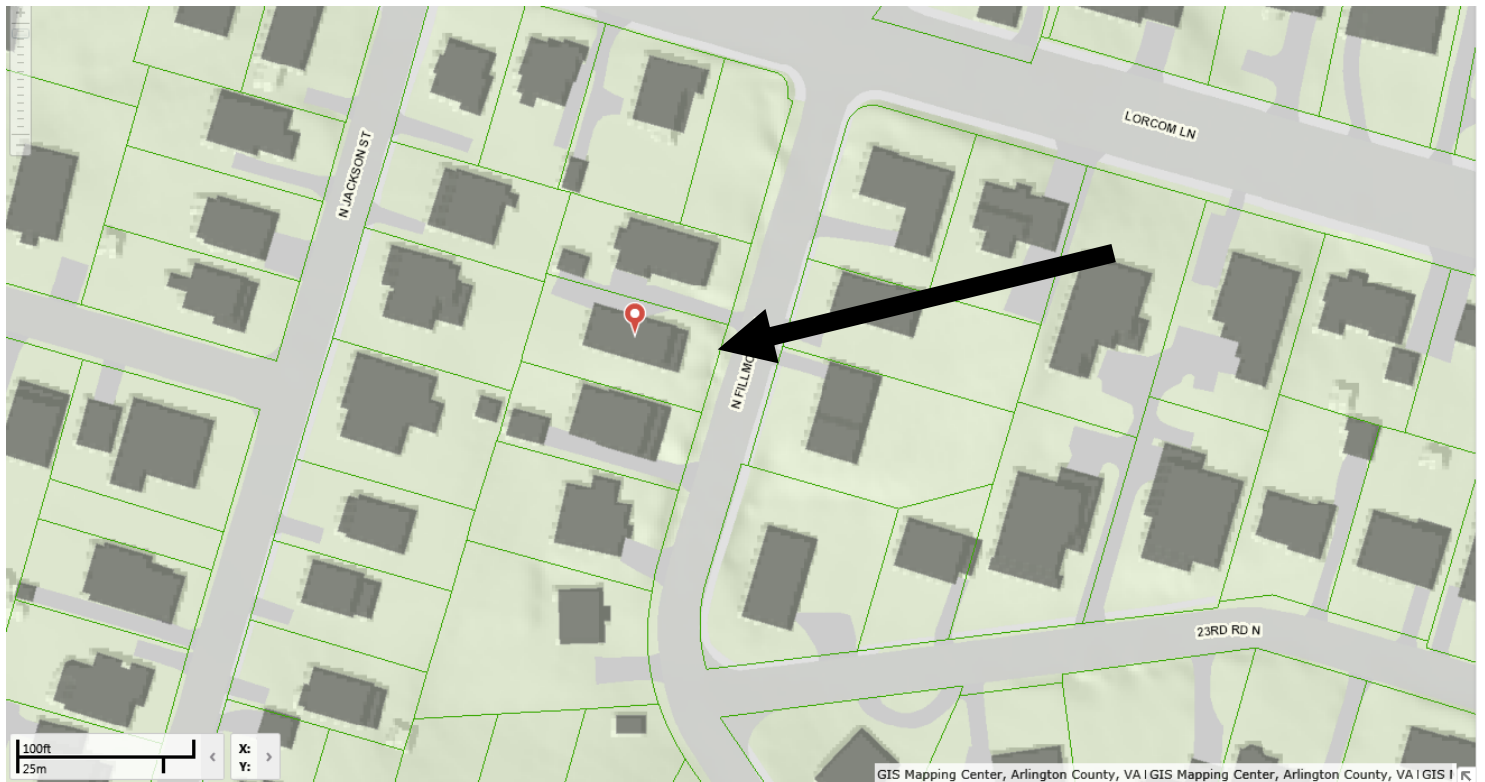 LORCOM LN
N JACKSON ST
N FILLMO
23RD RD N
100ft
25m
X:
Y:
GIS Mapping Center, Arlington County, VA | GIS Mapping Center, Arlington County, VA | GIS